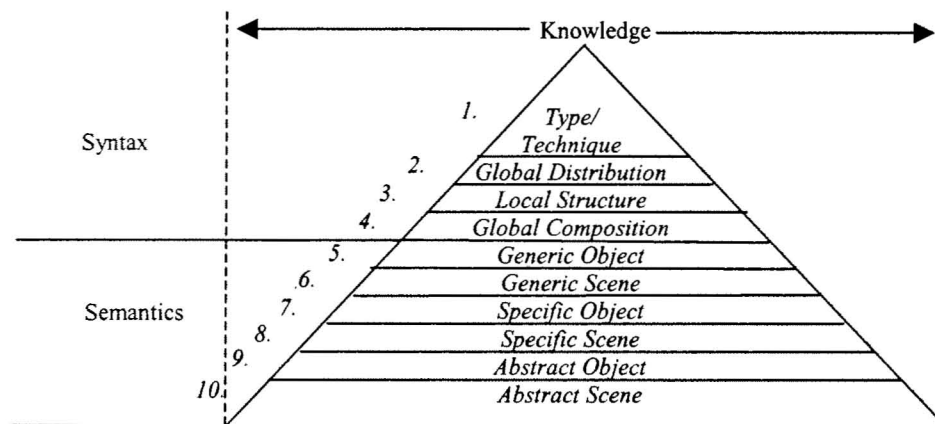 Knowledge
1.
Type/
Technique
Syntax
2.
Global Distribution
3.
Local Structure
4.
Global Composition
5.
Generic Object
6.
Generic Scene
7.
Specific Object
Semantics
8.
Specific Scene
9.
Abstract Object
10.
Abstract Scene